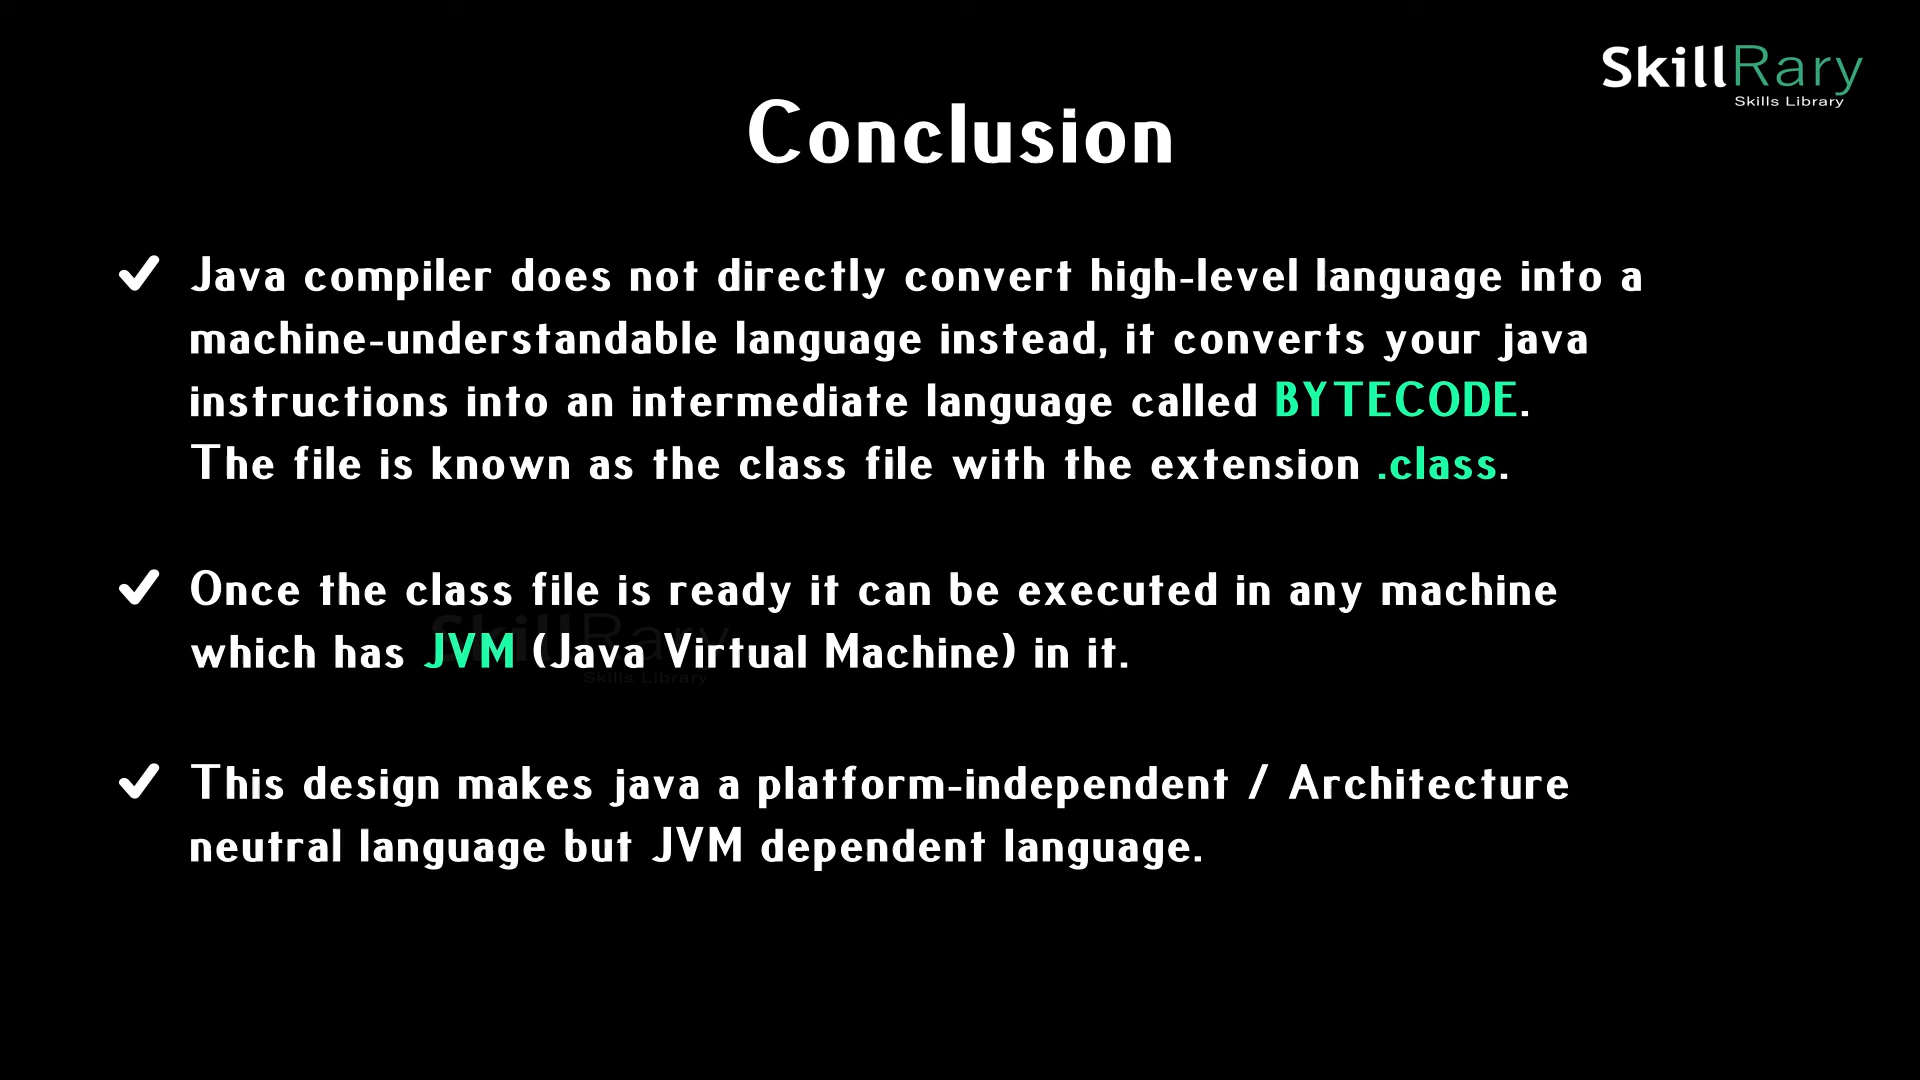 SkillRary
Skills Library
Conclusion
✔ Java compiler does not directly convert high-level language into a
machine-understandable language instead, it converts your java
instructions into an intermediate language called BYTECODE.
The file is known as the class file with the extension .class.
✔ Once the class file is ready it can be executed in any machine
which has JVM (Java Virtual Machine) in it.
SkillRary
Skills Library
✔ This design makes java a platform-independent / Architecture
neutral language but JVM dependent language.